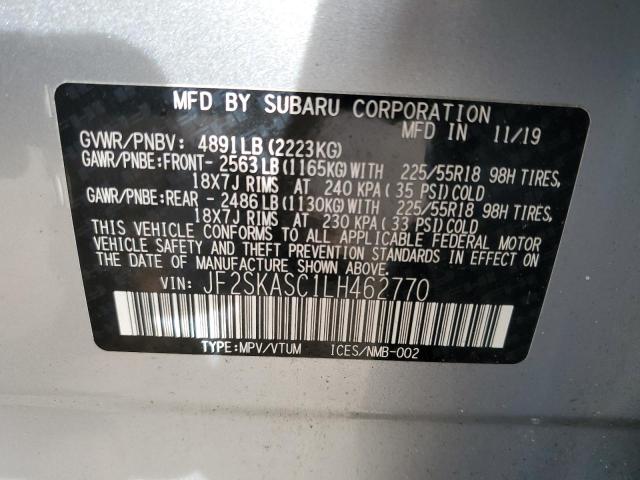 MFD BY SUBARU CORPORATION
MFD IN 11/19
GVWR/PNBV: 4891LB(2223KG)
GAWR/PNBE:FRONT- 2563LB(1165KG)WITH 225/55R18 98H TIRES,
18X7J RIMS AT 240 KPA( 35 PSI)COLD
GAWR/PNBE:REAR - 2486LB(1130KG)WITH 225/55R18 98H TIRES,
18X7J RIMS AT 230 KPA( 33 PSI)COLD
THIS VEHICLE CONFORMS TO ALL APPLICABLE FEDERAL MOTOR
VEHICLE SAFETY AND THEFT PREVENTION STANDARDS IN EFFECT
ON THE DATE OF MANUFACTURE SHOWN ABOVE.
VIN: JF2SKASC1LH462770
TYPE:MPV/VTUM ICES/NMB-002